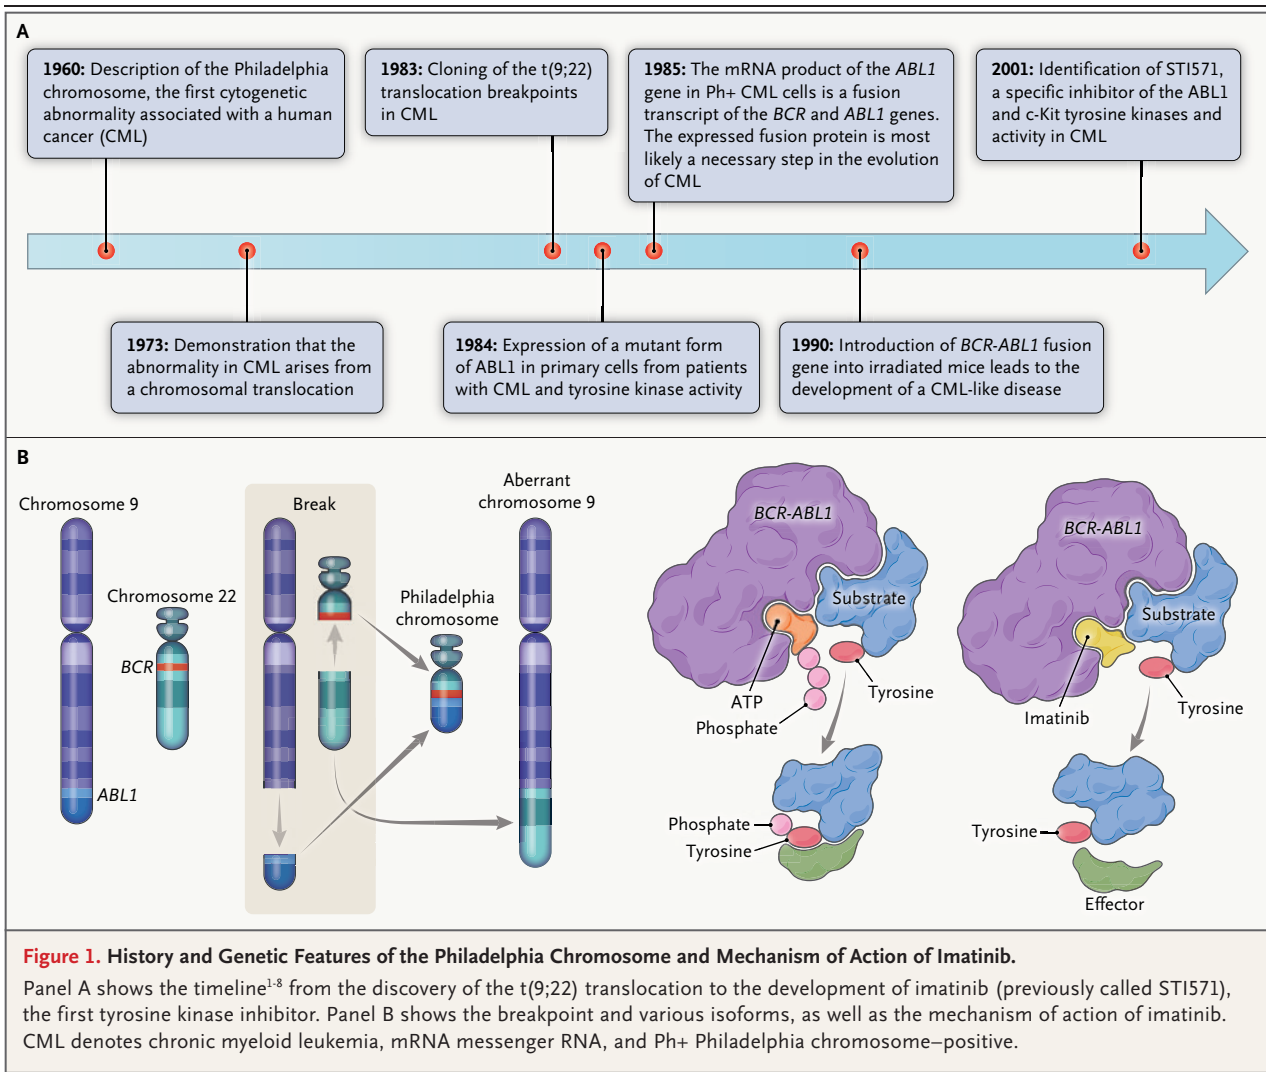 A
1960: Description of the Philadelphia
chromosome, the first cytogenetic
abnormality associated with a human
cancer (CML)
1983: Cloning of the t(9;22)
translocation breakpoints
in CML
1985: The mRNA product of the ABL1
gene in Ph+ CML cells is a fusion
transcript of the BCR and ABL1 genes.
The expressed fusion protein is most
likely a necessary step in the evolution
of CML
2001: Identification of STI571,
a specific inhibitor of the ABL1
and c-Kit tyrosine kinases and
activity in CML
1973: Demonstration that the
abnormality in CML arises from
a chromosomal translocation
1984: Expression of a mutant form
of ABL1 in primary cells from patients
with CML and tyrosine kinase activity
1990: Introduction of BCR-ABL1 fusion
gene into irradiated mice leads to the
development of a CML-like disease
B
Chromosome 9
Chromosome 22
BCR
ABL1
Break
Philadelphia
chromosome
Aberrant
chromosome 9
BCR-ABL1
Substrate
ATP
Phosphate
Tyrosine
Phosphate
Tyrosine
BCR-ABL1
Substrate
Imatinib
Tyrosine
Tyrosine
Effector
Figure 1. History and Genetic Features of the Philadelphia Chromosome and Mechanism of Action of Imatinib.
Panel A shows the timeline1-8 from the discovery of the t(9;22) translocation to the development of imatinib (previously called STI571),
the first tyrosine kinase inhibitor. Panel B shows the breakpoint and various isoforms, as well as the mechanism of action of imatinib.
CML denotes chronic myeloid leukemia, mRNA messenger RNA, and Ph+ Philadelphia chromosome–positive.